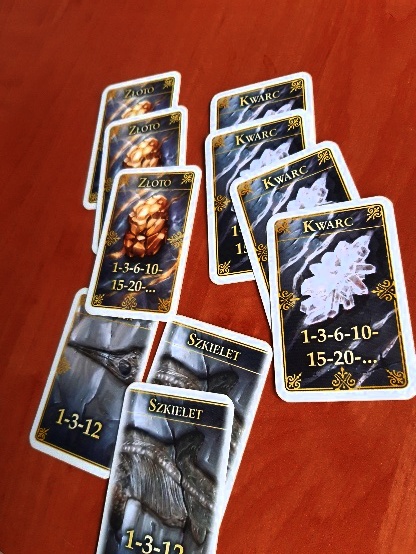 ZŁOTO
ZŁOTO
ZŁOTO
1-3-6-10-
15-20-...
KWARC
KWARC
KWARC
KWARC
1-3-6-10-
15-20-...
1-3-12
SZKIELET
SZKIELET
1-3-12